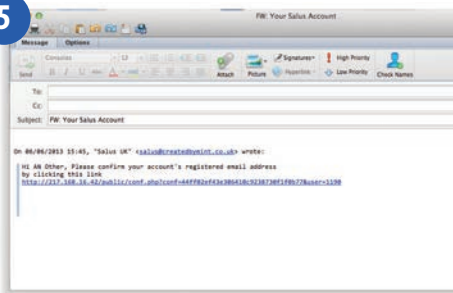 5
FW: Your Salus Account
Message Options
Consolas 12
Send Attach Picture Signatures Hyperlink High Priority Low Priority Check Names
To:
Cc:
Subject: FW: Your Salus Account
On 06/06/2013 15:45, "Salus UK" <salus@createdbymint.co.uk> wrote:
Hi AN Other, Please confirm your account's registered email address
by clicking this link